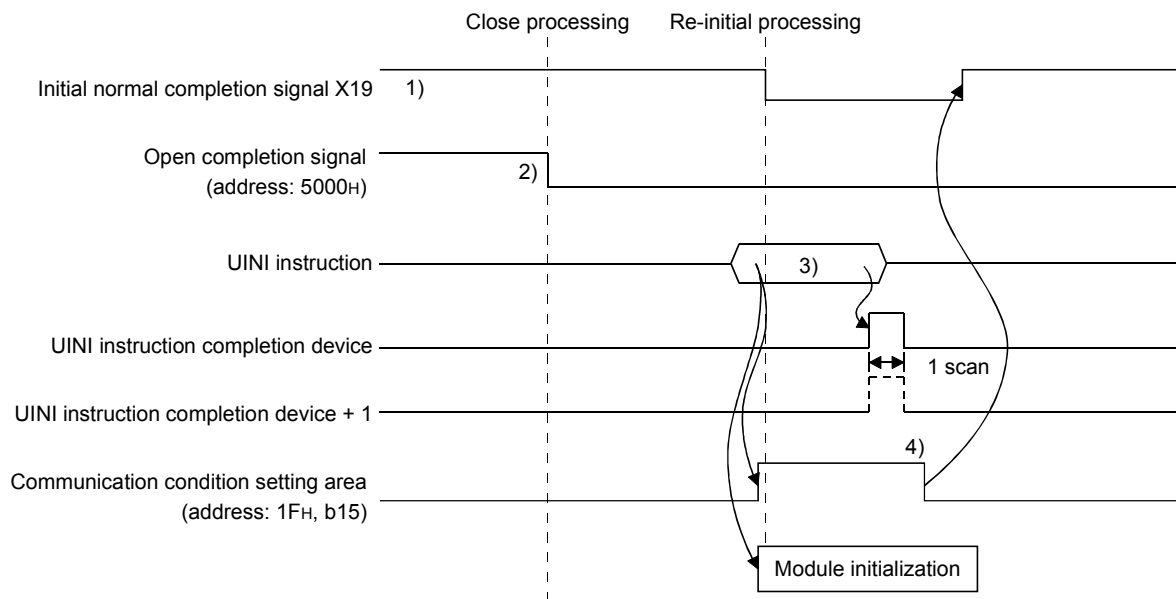 Close processing
Re-initial processing
Initial normal completion signal X19
1)
Open completion signal
(address: 5000H)
2)
UINI instruction
3)
UINI instruction completion device
1 scan
UINI instruction completion device + 1
4)
Communication condition setting area
(address: 1FH, b15)
Module initialization